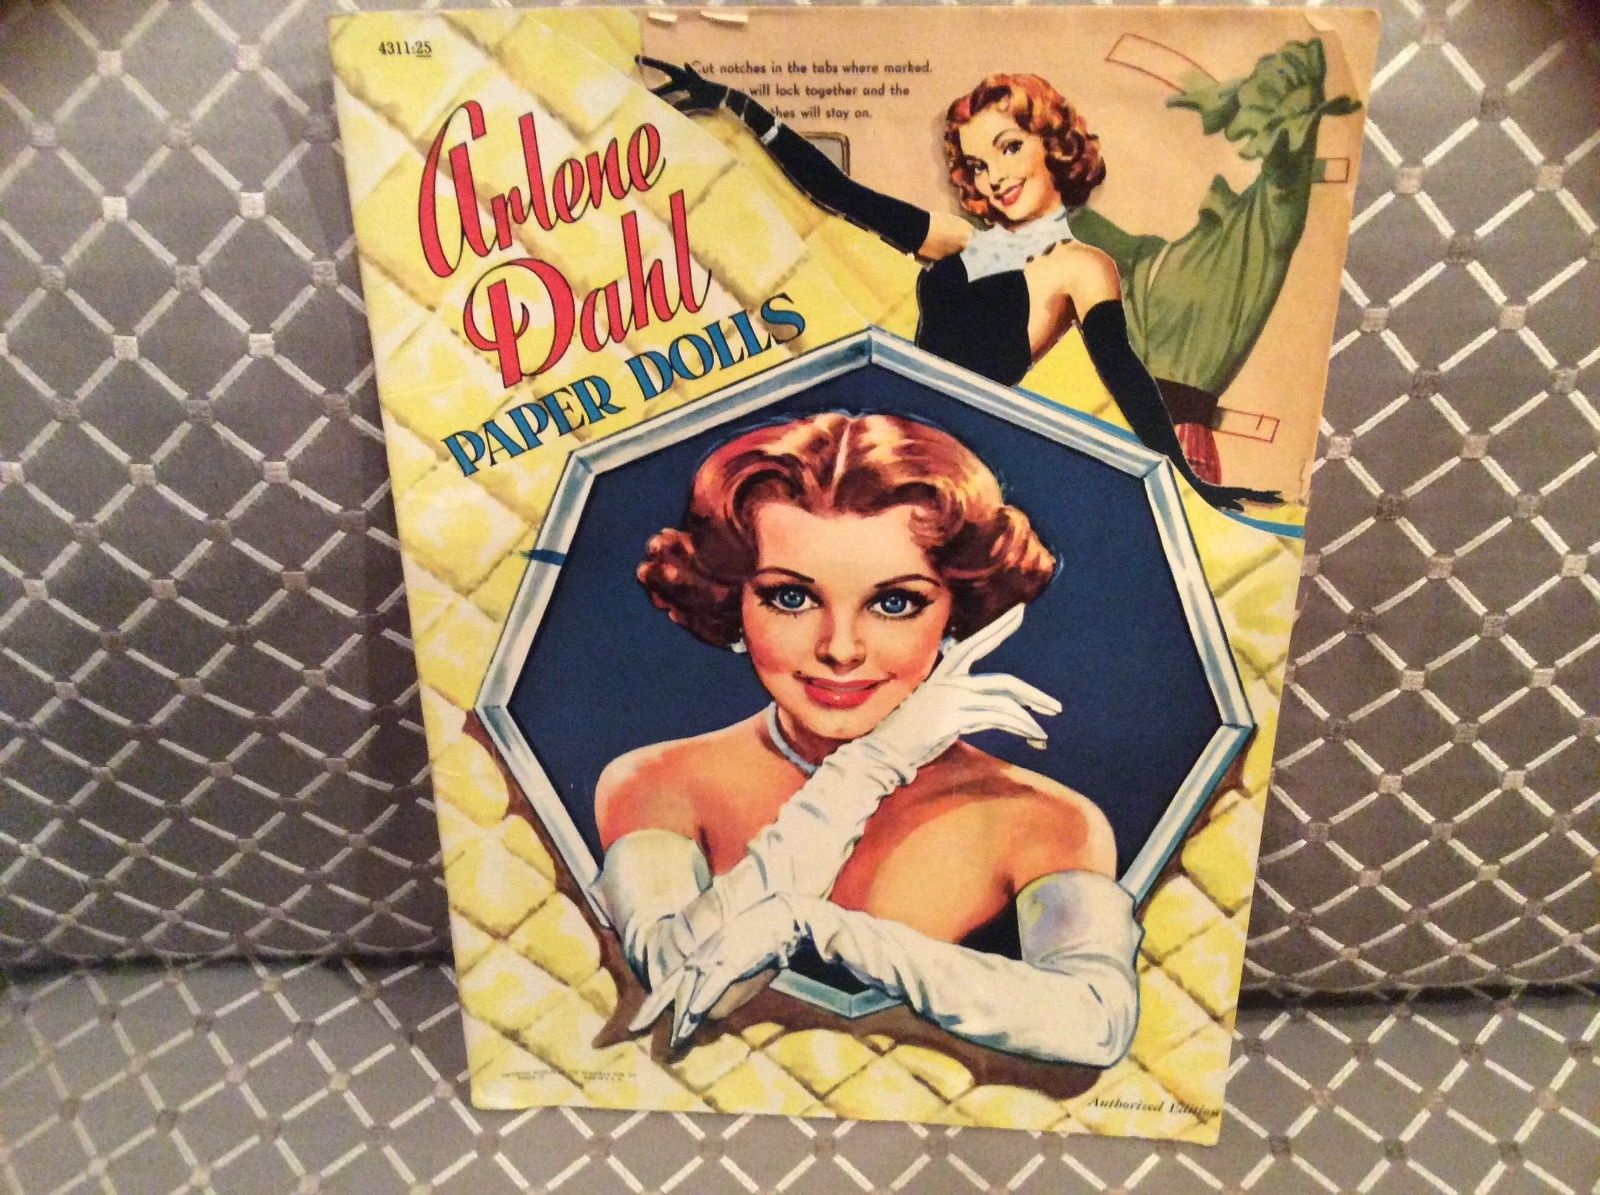 4311:25
Cut notches in the tabs where marked.
will lock together and the
will stay on.
Arlene
Dahl
PAPER DOLLS
Authorized Edition